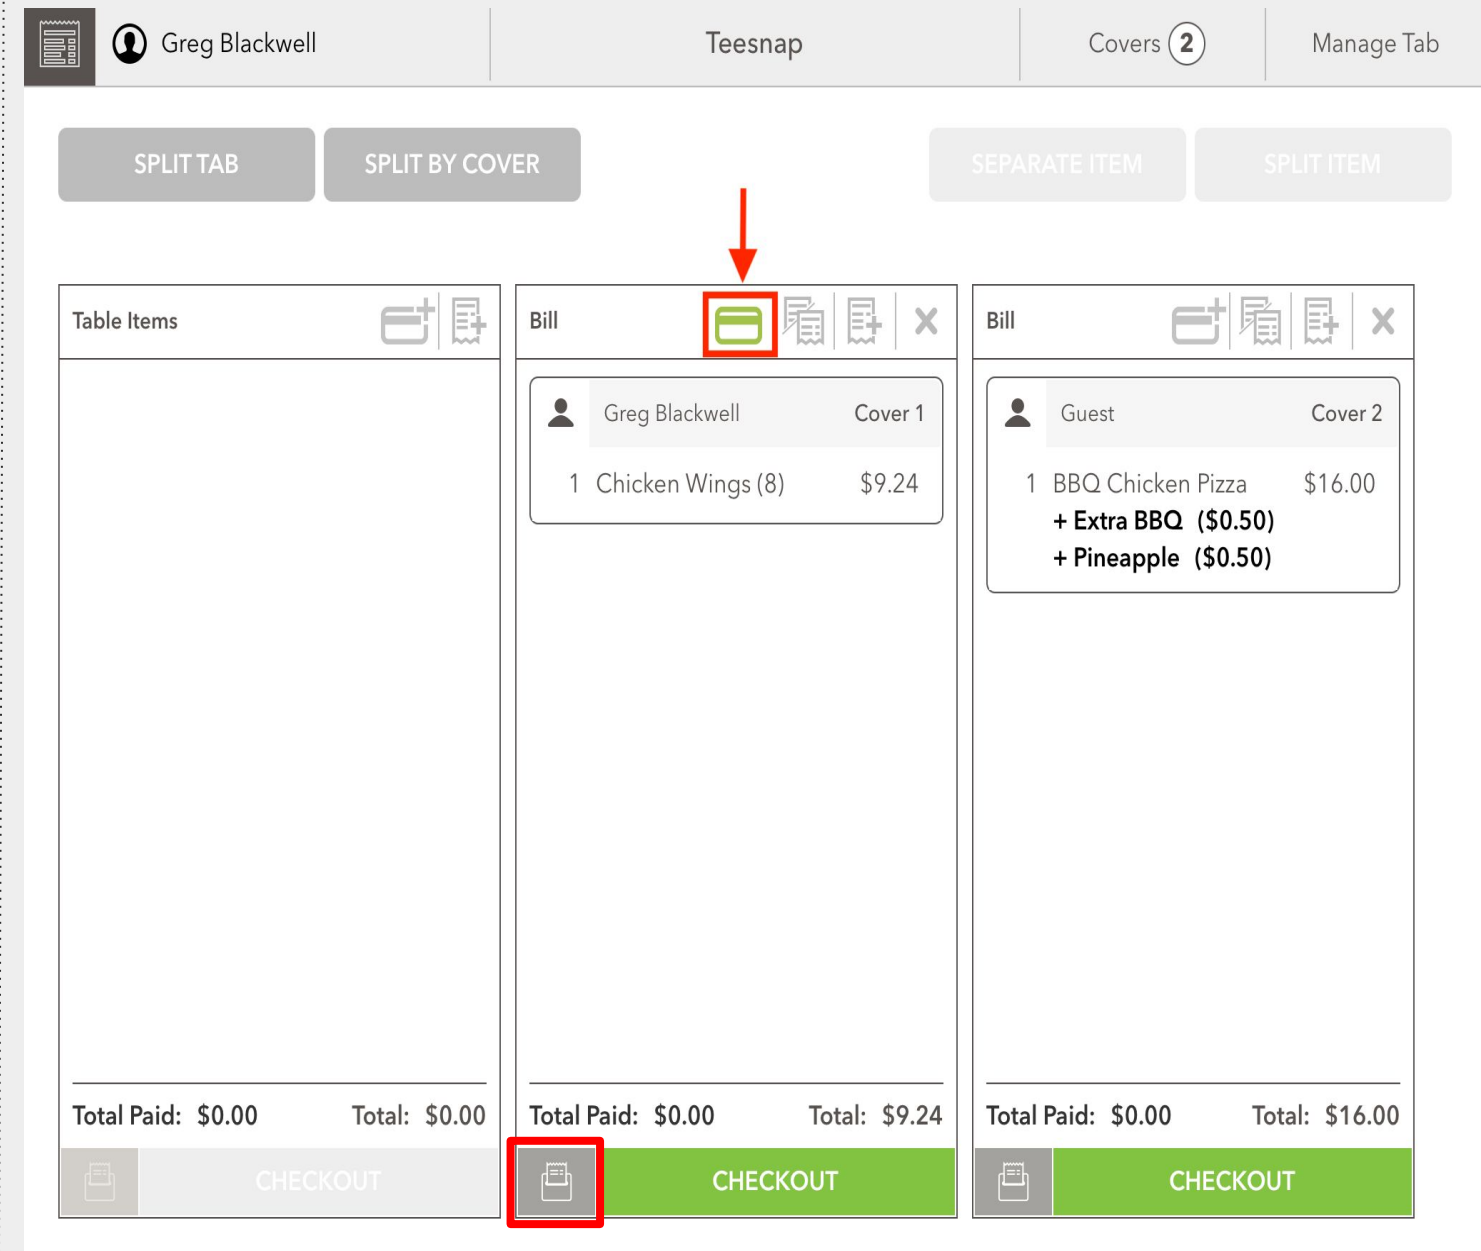 Greg Blackwell
Teesnap
Covers 2
Manage Tab
SPLIT TAB
SPLIT BY COVER
SEPARATE ITEM
SPLIT ITEM
Table Items
Total Paid: $0.00 Total: $0.00
CHECKOUT
Bill
Greg Blackwell Cover 1
1 Chicken Wings (8) $9.24
Total Paid: $0.00 Total: $9.24
CHECKOUT
Bill
Guest Cover 2
1 BBQ Chicken Pizza $16.00
+ Extra BBQ ($0.50)
+ Pineapple ($0.50)
Total Paid: $0.00 Total: $16.00
CHECKOUT